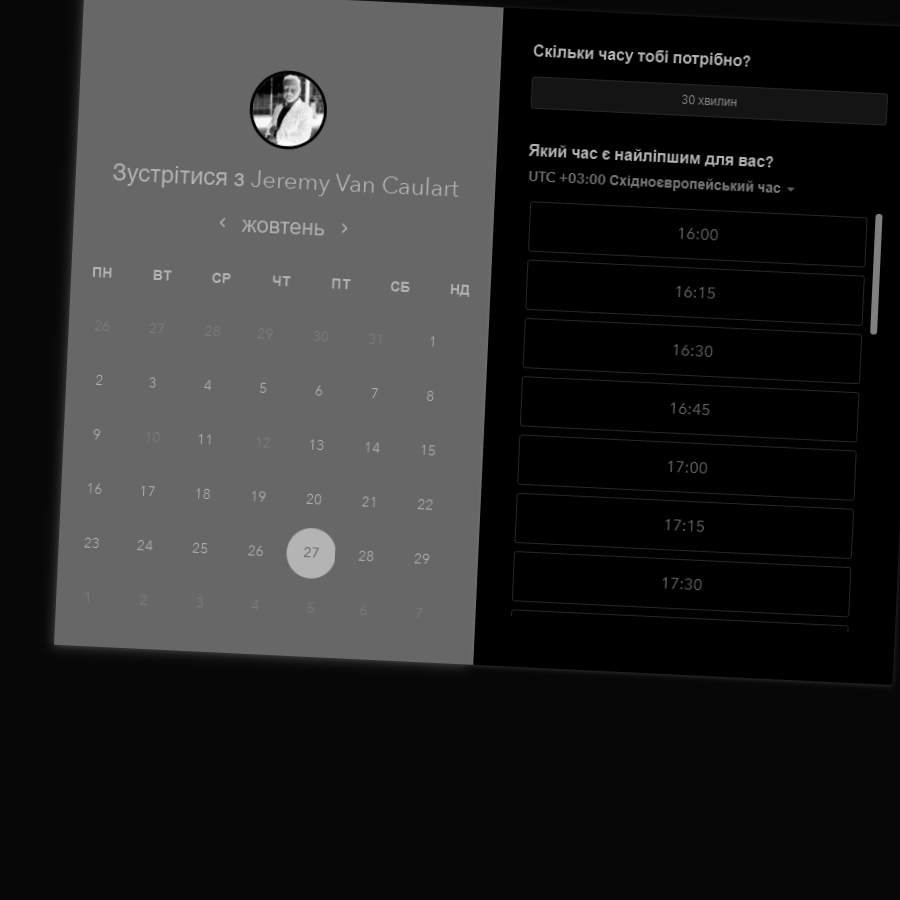 Зустрітися з Jeremy Van Caulart
жовтень
ПН ВТ СР ЧТ ПТ СБ НД
26 27 28 29 30 31 1
2 3 4 5 6 7 8
9 10 11 12 13 14 15
16 17 18 19 20 21 22
23 24 25 26 27 28 29
1 2 3 4 5 6 7
Скільки часу тобі потрібно?
30 хвилин
Який час є найліпшим для вас?
UTC +03:00 Східноєвропейський час
16:00
16:15
16:30
16:45
17:00
17:15
17:30